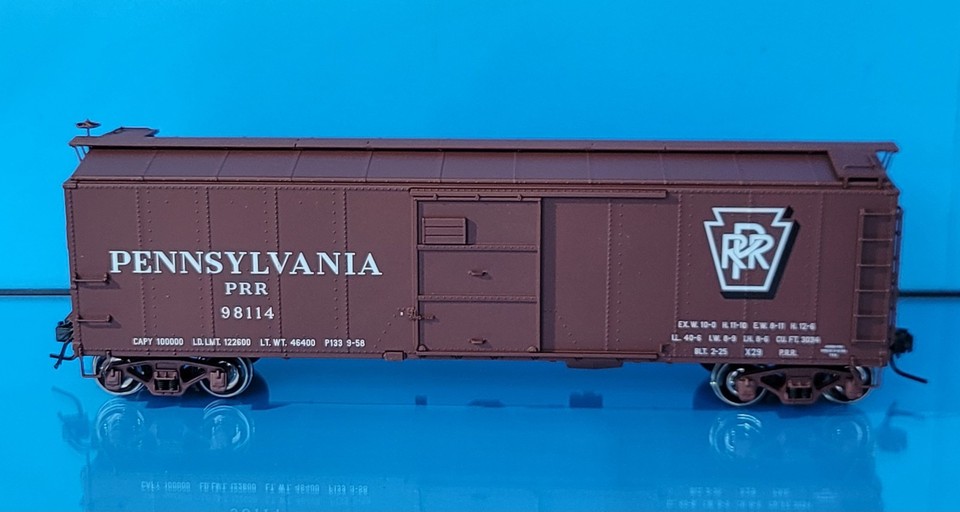 PENNSYLVANIA
PRR
98114
CAPY 100000 LD.LMT. 122600 LT. WT. 46400 P133 9-58
PRR
EX.W. 10-0 H. 11-10 E.W. 8-11 H. 12-6
I.L. 40-6 I.W. 8-9 I.H. 8-6 CU.FT. 3034
BLT. 2-25 X29 P.R.R.